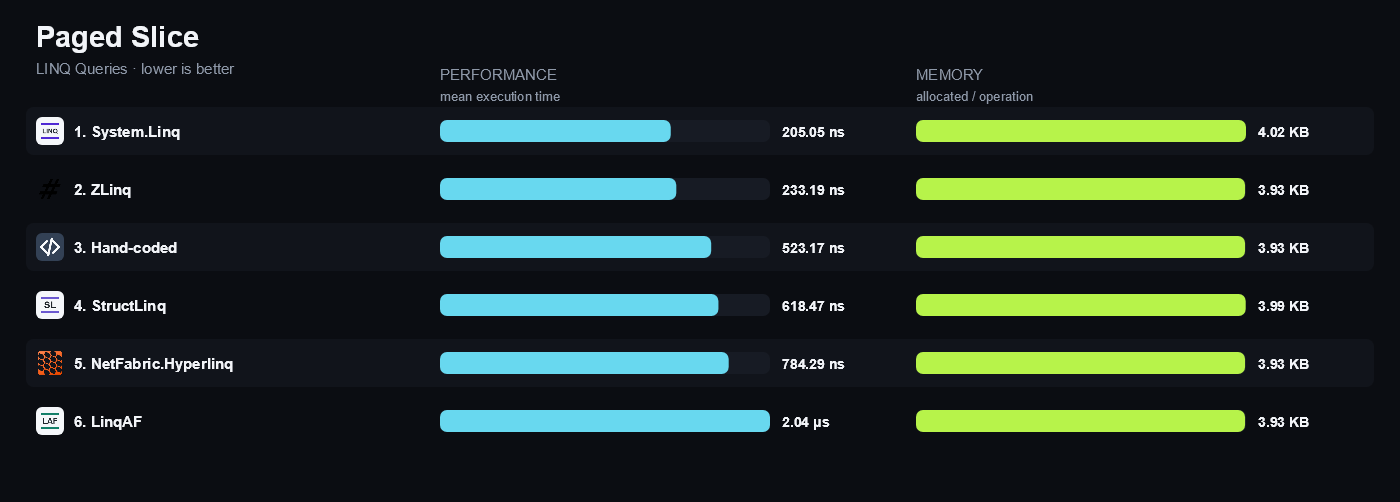 Paged Slice
LINQ Queries · lower is better
PERFORMANCE
mean execution time
MEMORY
allocated / operation
LINQ 1. System.Linq 205.05 ns 4.02 KB
# 2. ZLinq 233.19 ns 3.93 KB
</> 3. Hand-coded 523.17 ns 3.93 KB
SL 4. StructLinq 618.47 ns 3.99 KB
5. NetFabric.Hyperlinq 784.29 ns 3.93 KB
LAF 6. LinqAF 2.04 µs 3.93 KB